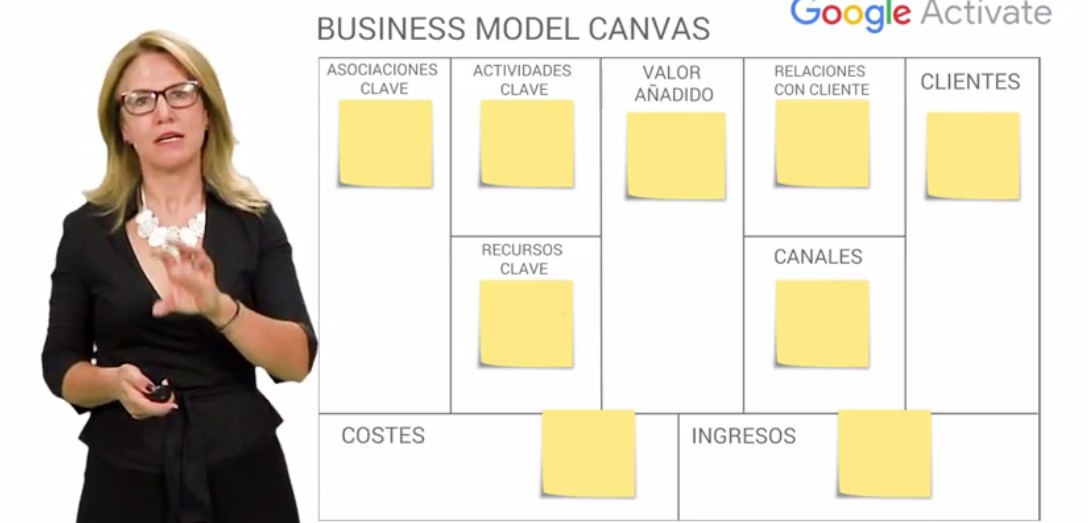 Google Activate
BUSINESS MODEL CANVAS
ASOCIACIONES
CLAVE
ACTIVIDADES
CLAVE
VALOR
AÑADIDO
RELACIONES
CON CLIENTE
CLIENTES
RECURSOS
CLAVE
CANALES
COSTES
INGRESOS